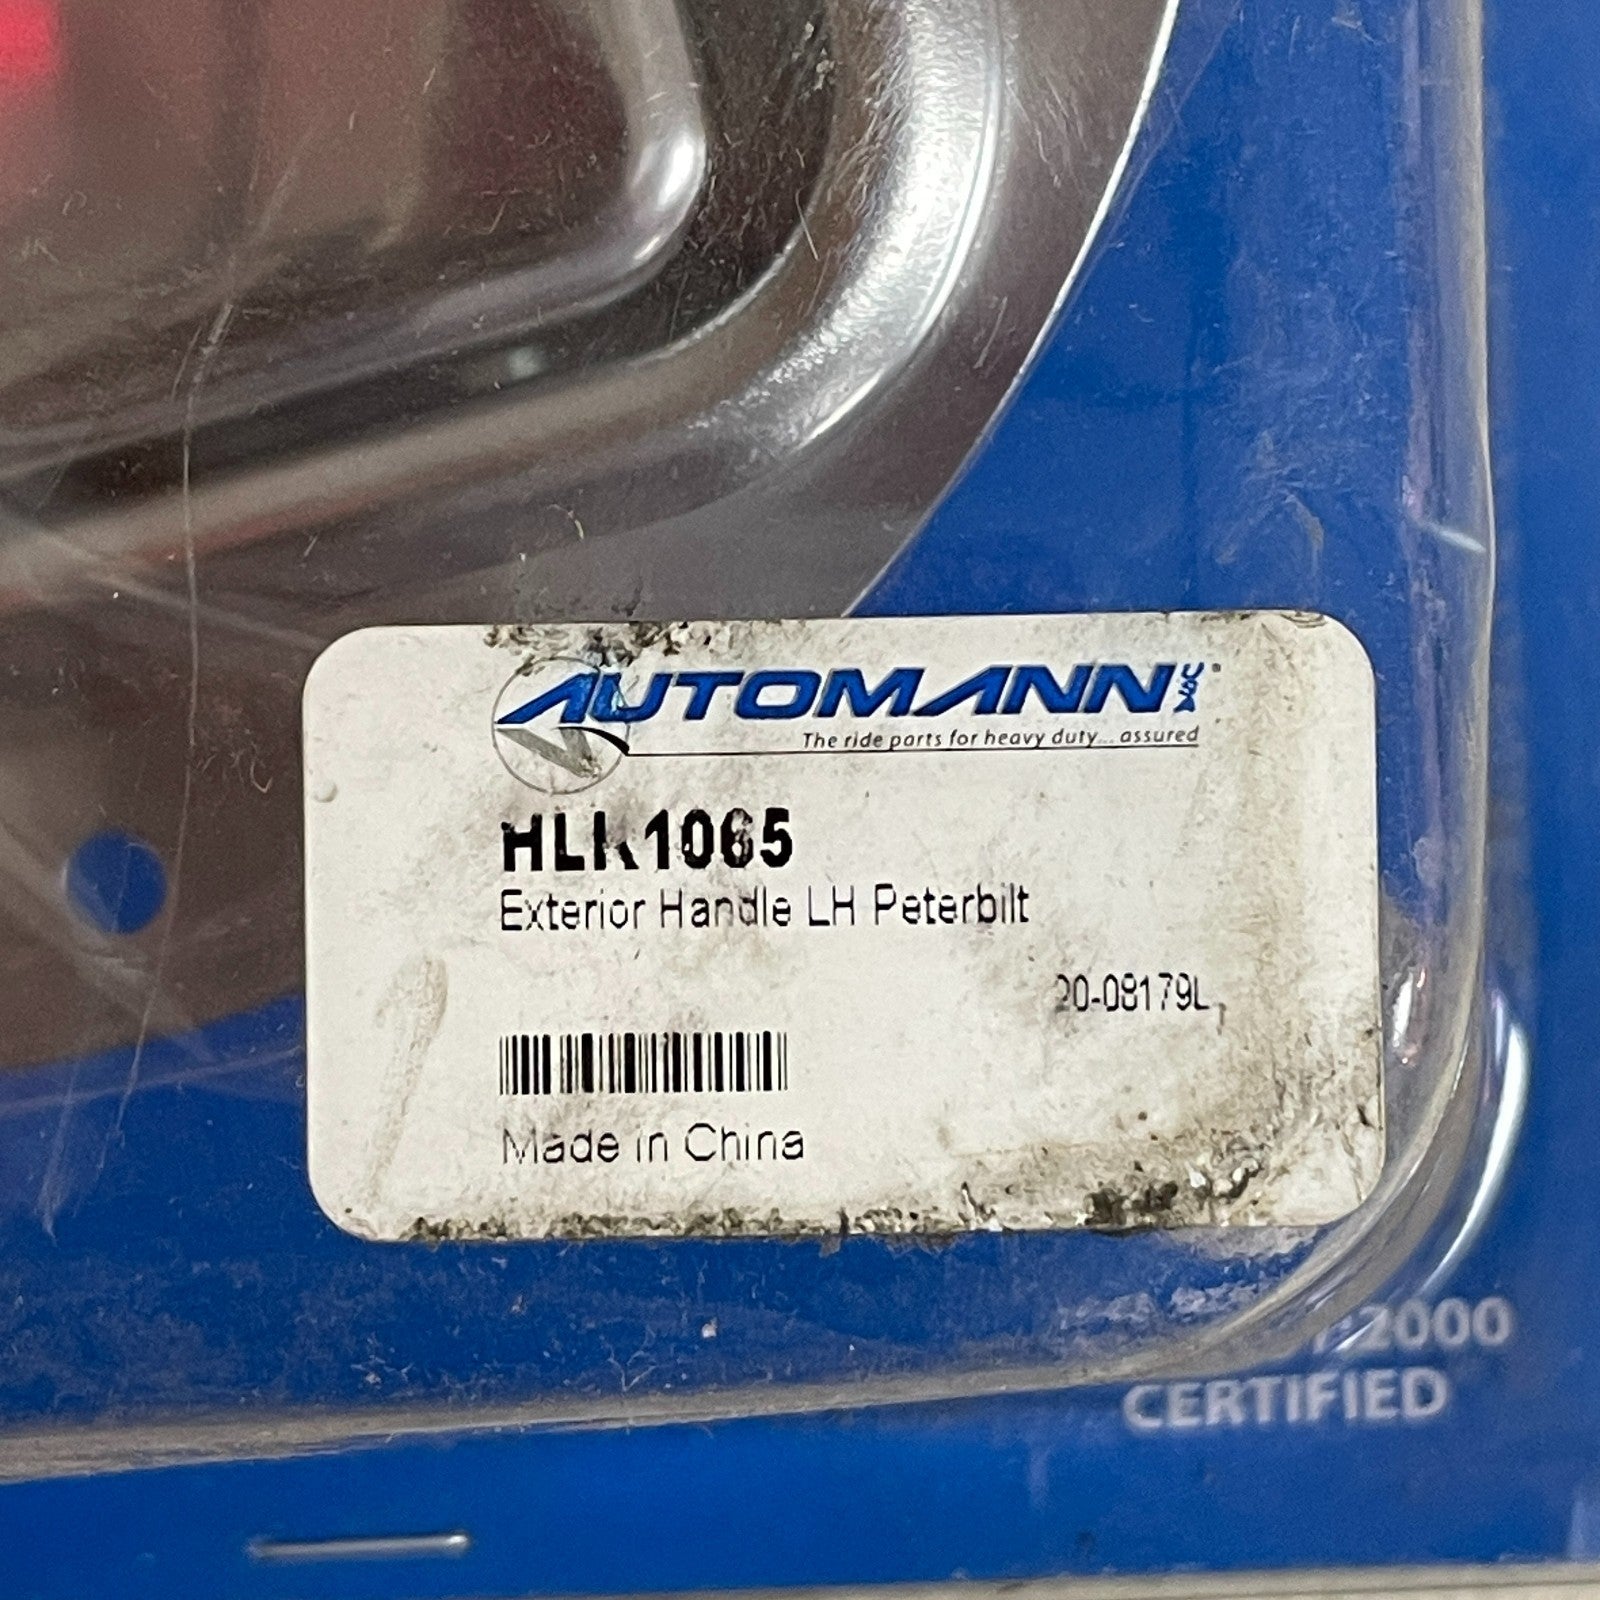 AUTOMANN INC®
The ride parts for heavy duty... assured
HLK1065
Exterior Handle LH Peterbilt
20-08179L
Made in China
2000
CERTIFIED